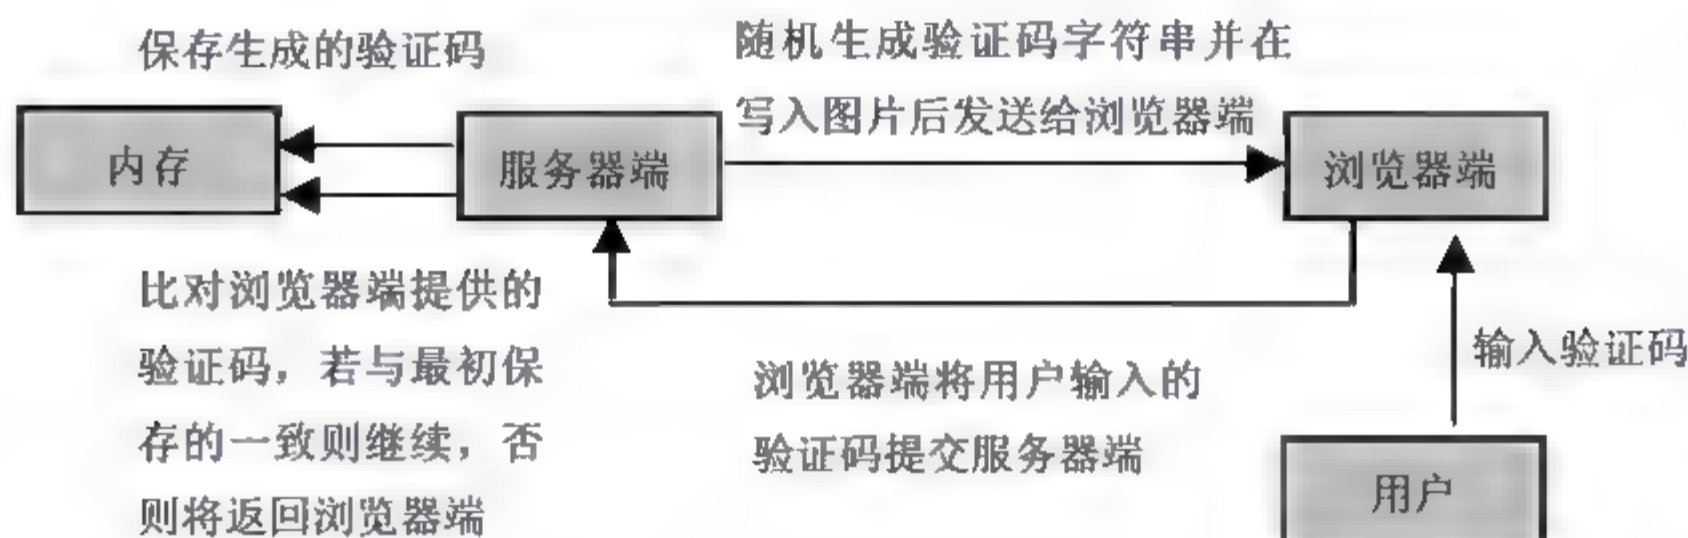 保存生成的验证码
随机生成验证码字符串并在
写入图片后发送给浏览器端
内存
服务器端
浏览器端
比对浏览器端提供的
验证码，若与最初保
存的一致则继续，否
则将返回浏览器端
浏览器端将用户输入的
验证码提交服务器端
输入验证码
用户